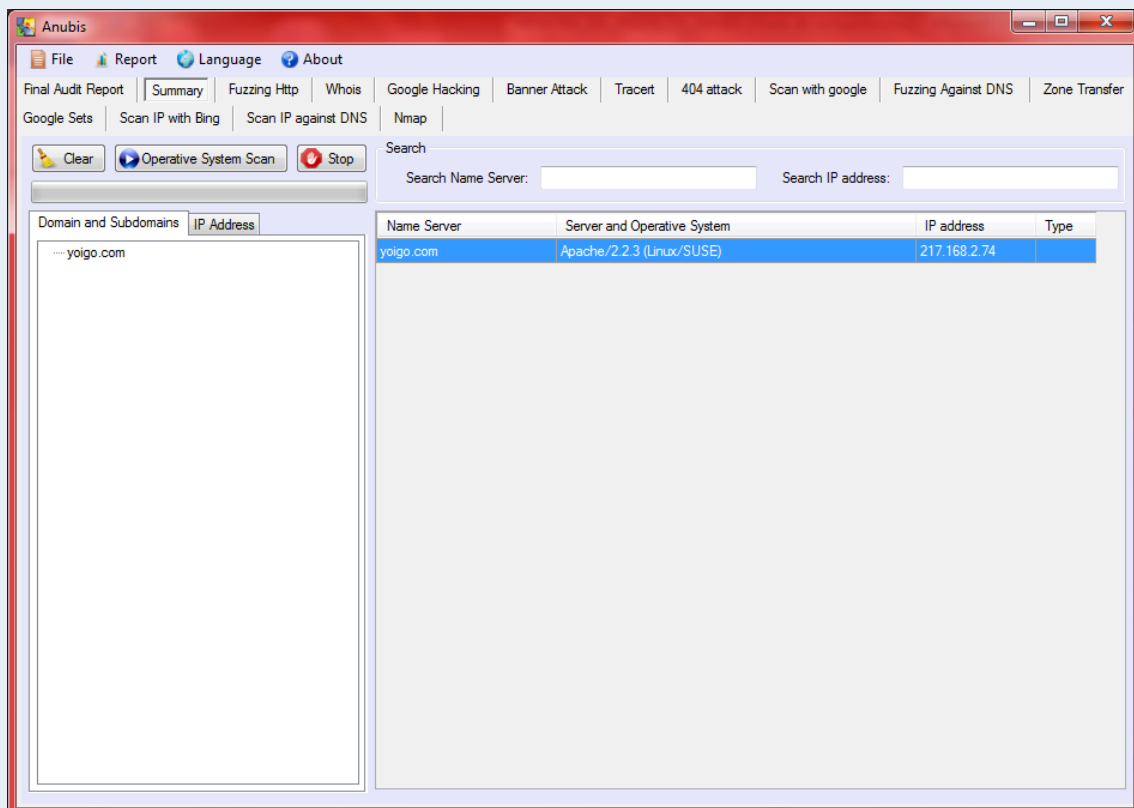 Anubis
File Report Language About
Final Audit Report Summary Fuzzing Http Whois Google Hacking Banner Attack Tracert 404 attack Scan with google Fuzzing Against DNS Zone Transfer
Google Sets Scan IP with Bing Scan IP against DNS Nmap
Clear Operative System Scan Stop
Search
Search Name Server: Search IP address:
Domain and Subdomains IP Address
yoigo.com
Name Server Server and Operative System IP address Type
yoigo.com Apache/2.2.3 (Linux/SUSE) 217.168.2.74